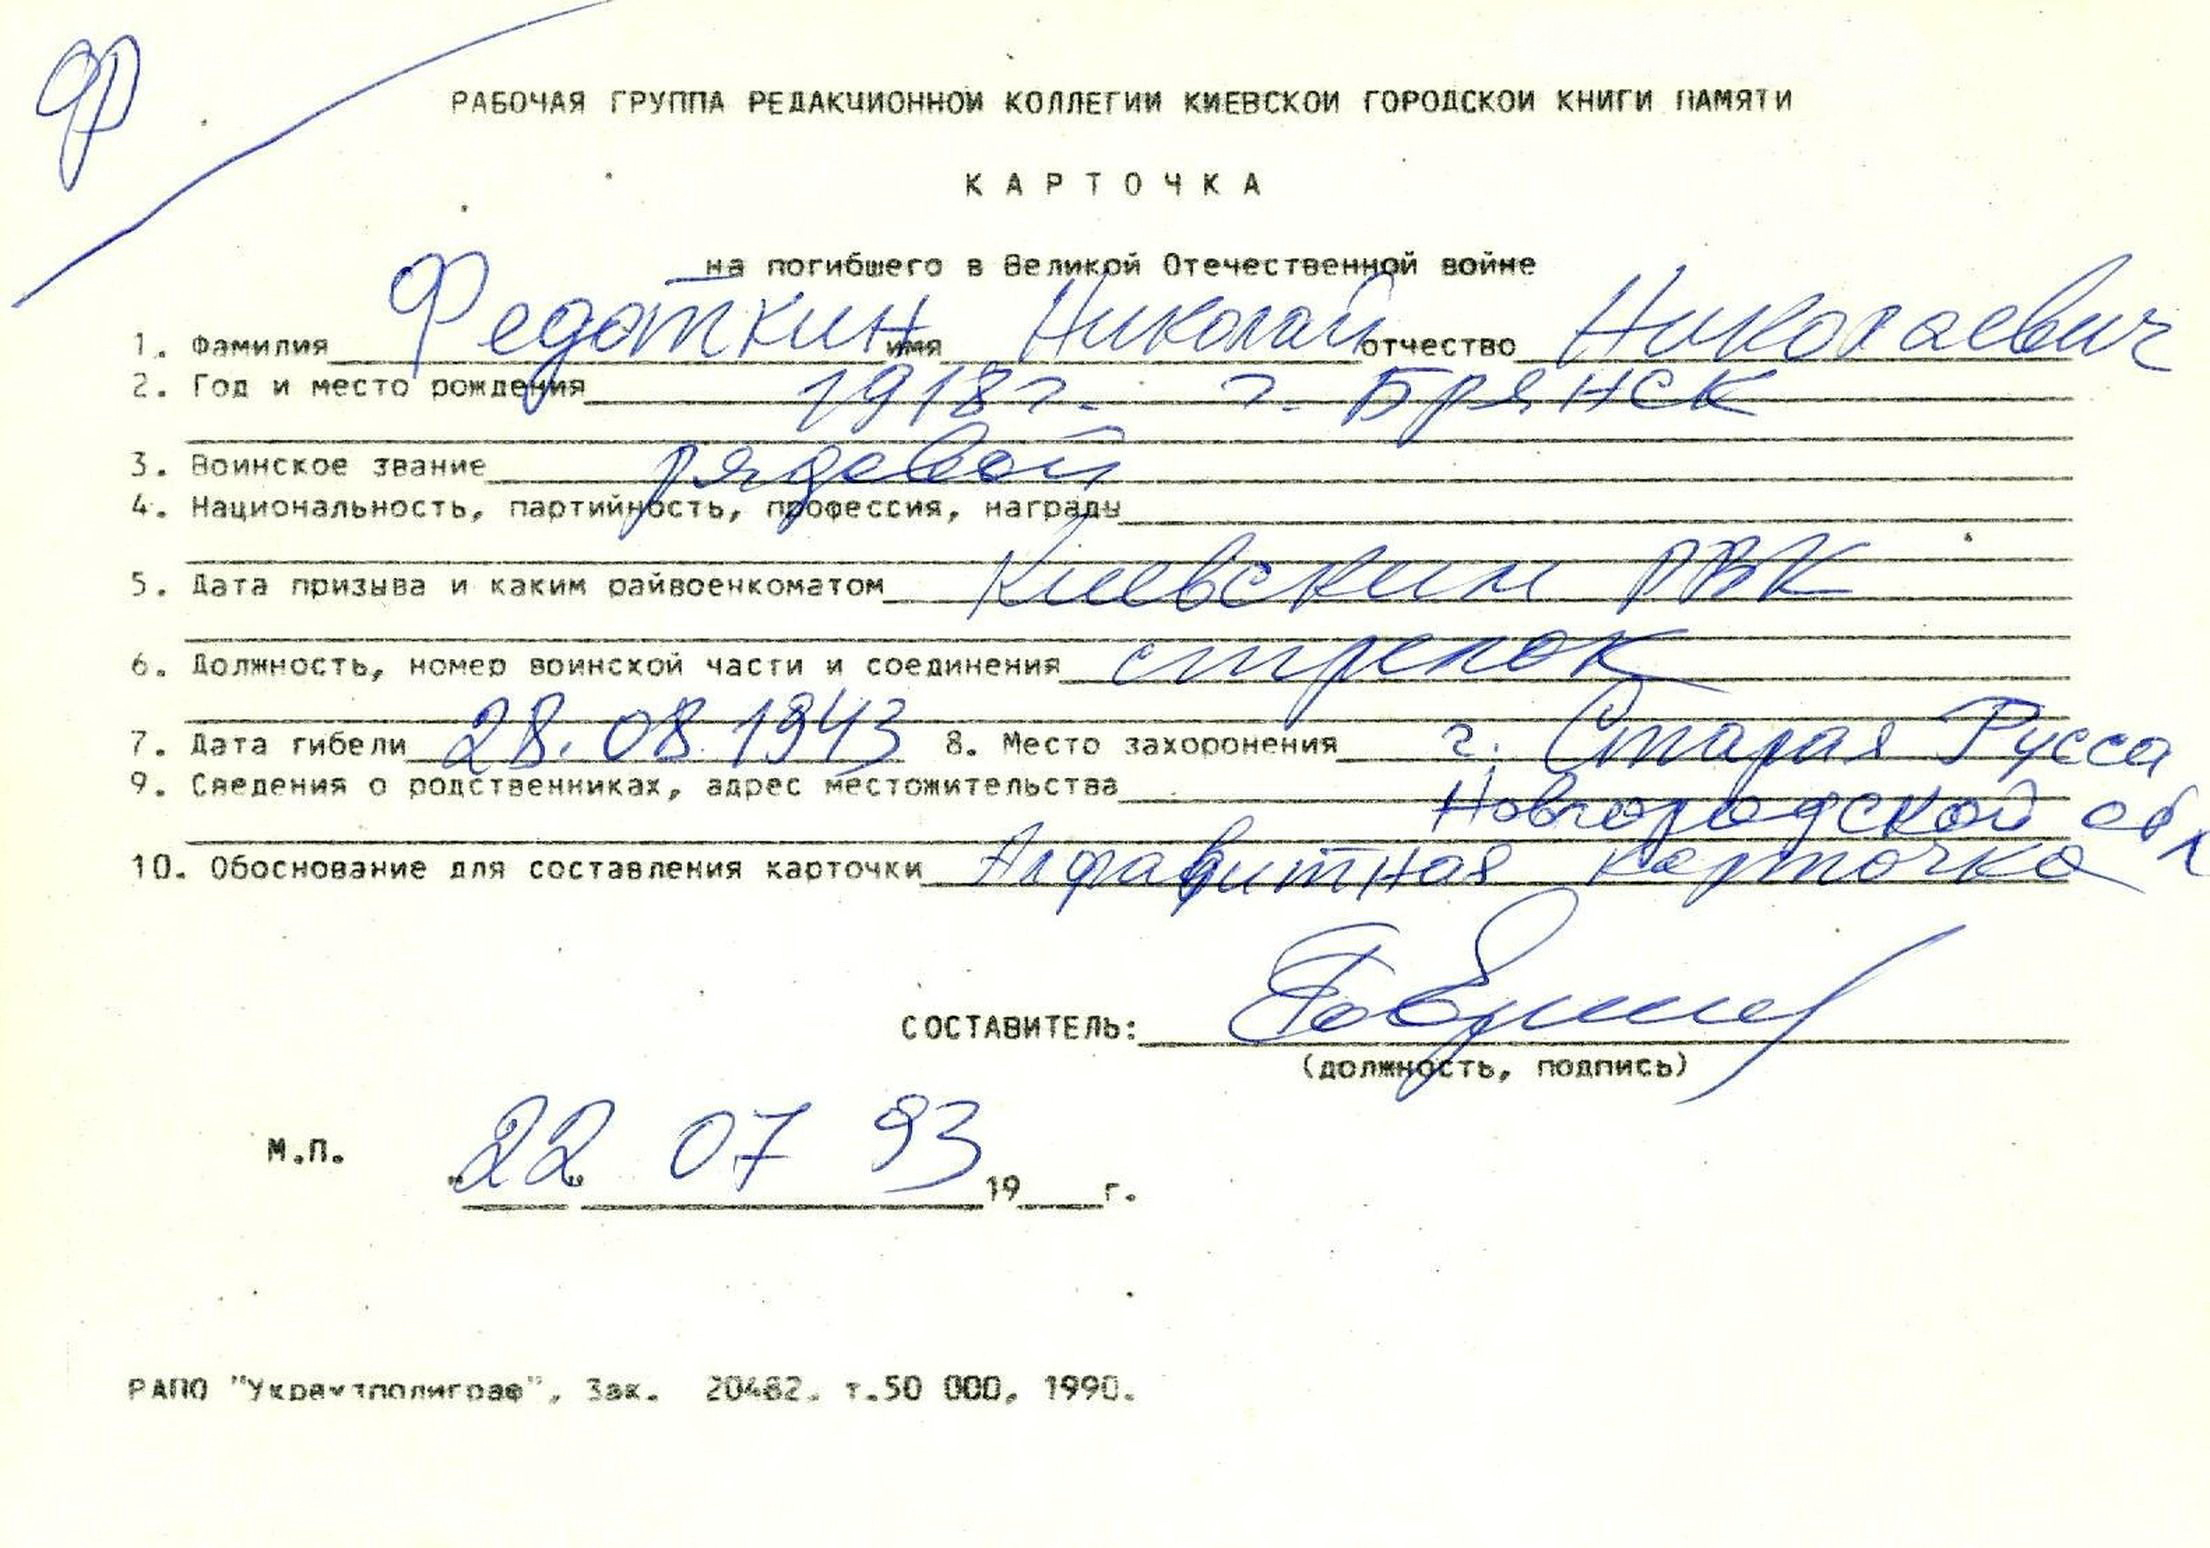 Ф
РАБОЧАЯ ГРУППА РЕДАКЦИОННОЙ КОЛЛЕГИИ КИЕВСКОЙ ГОРОДСКОЙ КНИГИ ПАМЯТИ
КАРТОЧКА
на погибшего в Великой Отечественной войне
1. Фамилия Федоткин имя Николай отчество Николаевич
2. Год и место рождения 1918 г. г. Брянск
3. Воинское звание рядовой
4. Национальность, партийность, профессия, награды
5. Дата призыва и каким райвоенкоматом Киевским РВК
6. Должность, номер воинской части и соединения стрелок
7. Дата гибели 28.08.1943 8. Место захоронения г. Старая Русса
9. Сведения о родственниках, адрес местожительства Новгородской обл
10. Обоснование для составления карточки Алфавитная карточка
СОСТАВИТЕЛЬ:
(должность, подпись)
М.П. "22" 07 93 19 г.
РАПО "Укрвузполиграф", Зак. 20482. т.50 000, 1990.